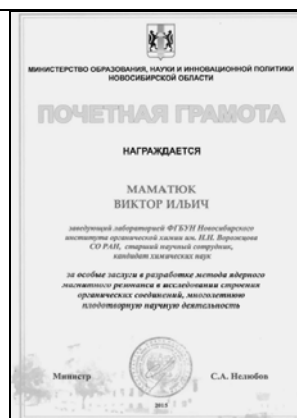 МИНИСТЕРСТВО ОБРАЗОВАНИЯ, НАУКИ И ИННОВАЦИОННОЙ ПОЛИТИКИ
НОВОСИБИРСКОЙ ОБЛАСТИ
ПОЧЕТНАЯ ГРАМОТА
НАГРАЖДАЕТСЯ
МАМАТЮК
ВИКТОР ИЛЬИЧ
заведующий лабораторией ФГБУН Новосибирского
института органической химии им. Н.Н. Ворожцова
СО РАН, старший научный сотрудник,
кандидат химических наук
за особые заслуги в разработке метода ядерного
магнитного резонанса в исследовании строения
органических соединений, многолетнюю
плодотворную научную деятельность
Министр С.А. Нелюбов
2015